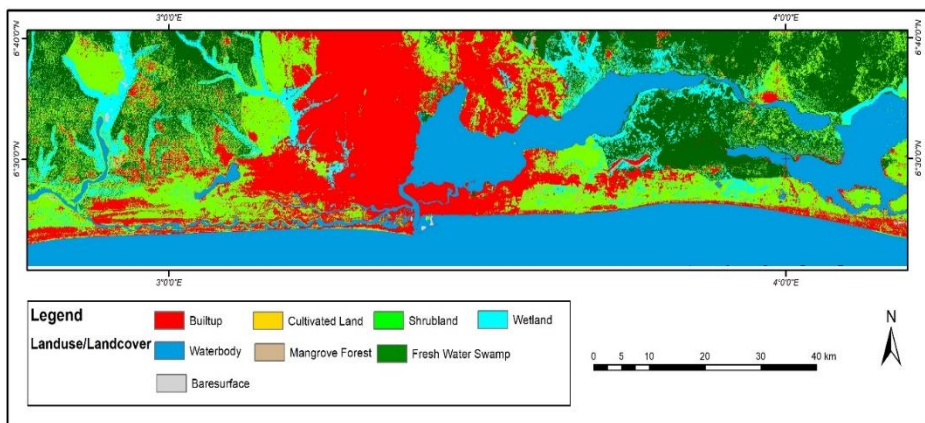 3°0'0"E 4°0'0"E
6°40'0"N 6°40'0"N
6°30'0"N 6°30'0"N
3°0'0"E 4°0'0"E
Legend
Landuse/Landcover
Builtup Cultivated Land Shrubland Wetland
Waterbody Mangrove Forest Fresh Water Swamp
Baresurface
N
0 5 10 20 30 40 km